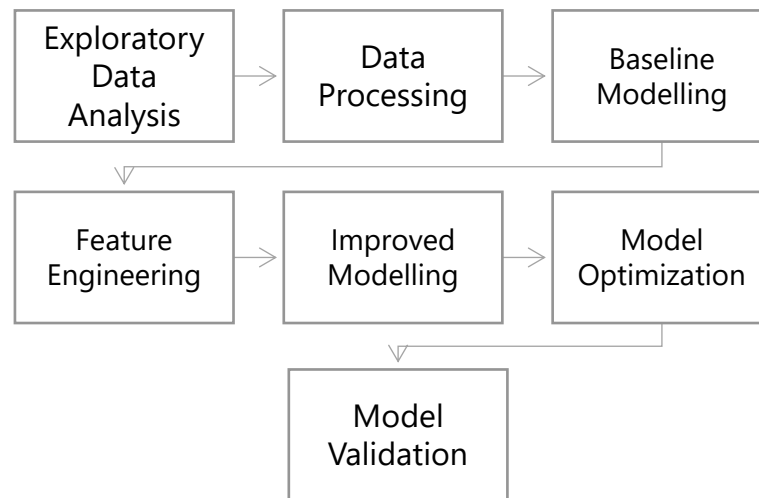 Exploratory
Data
Analysis
Data
Processing
Baseline
Modelling
Feature
Engineering
Improved
Modelling
Model
Optimization
Model
Validation